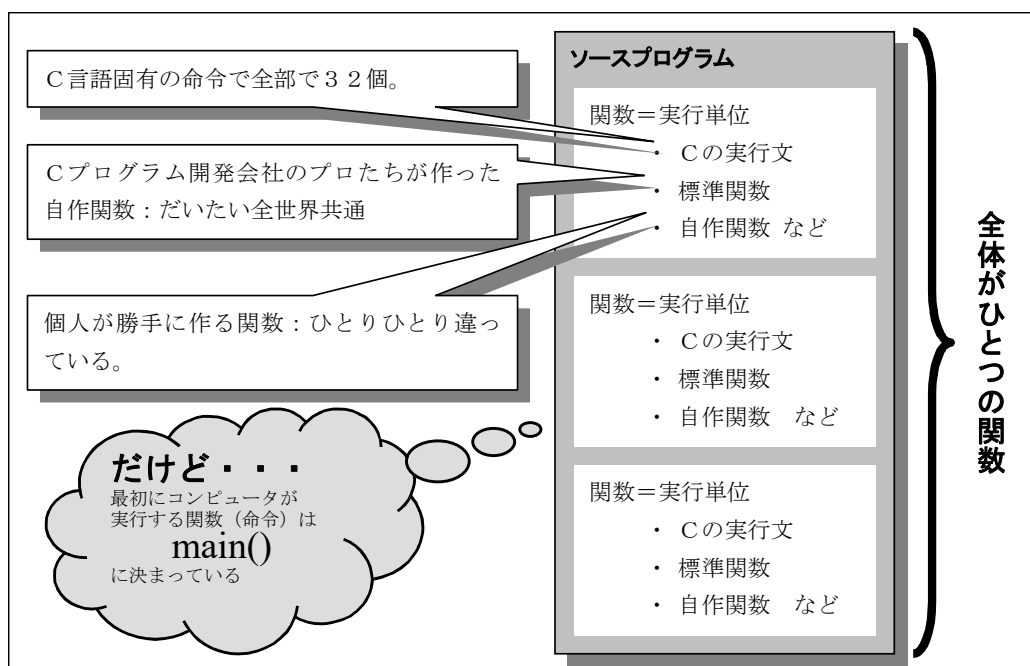 C言語固有の命令で全部で32個。
Cプログラム開発会社のプロたちが作った
自作関数:だいたい全世界共通
個人が勝手に作る関数:ひとりひとり違っ
ている。
だけど・・・
最初にコンピュータが
実行する関数(命令)は
main()
に決まっている
ソースプログラム
関数=実行単位
・ Cの実行文
・ 標準関数
・ 自作関数 など
関数=実行単位
・ Cの実行文
・ 標準関数
・ 自作関数 など
関数=実行単位
・ Cの実行文
・ 標準関数
・ 自作関数 など
全体がひとつの関数